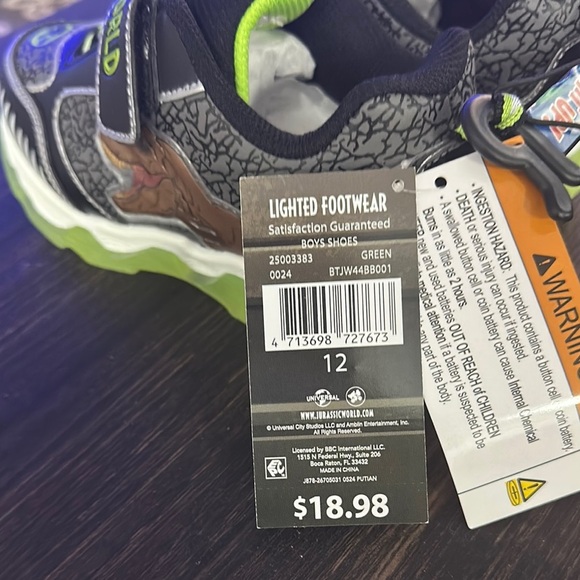 WORLD
LIGHTED FOOTWEAR
Satisfaction Guaranteed
BOYS SHOES
25003383 GREEN
0024 BTJW44BB001
4 713698 727673
12
UNIVERSAL
WWW.JURASSICWORLD.COM
© Universal City Studios LLC and Amblin Entertainment, Inc.
All Rights Reserved.
Licensed by BBC International LLC.
1515 N Federal Hwy., Suite 206
Boca Raton, FL 33432
MADE IN CHINA
J878-26705031 0524 PUTIAN
$18.98
WARNING
• INGESTION HAZARD: This product contains a button cell or coin battery.
• DEATH or serious injury can occur if ingested.
• A swallowed button cell or coin battery can cause Internal Chemical
Burns in as little as 2 hours.
new and used batteries OUT OF REACH of CHILDREN
medical attention if a battery is suspected to be
any part of the body.